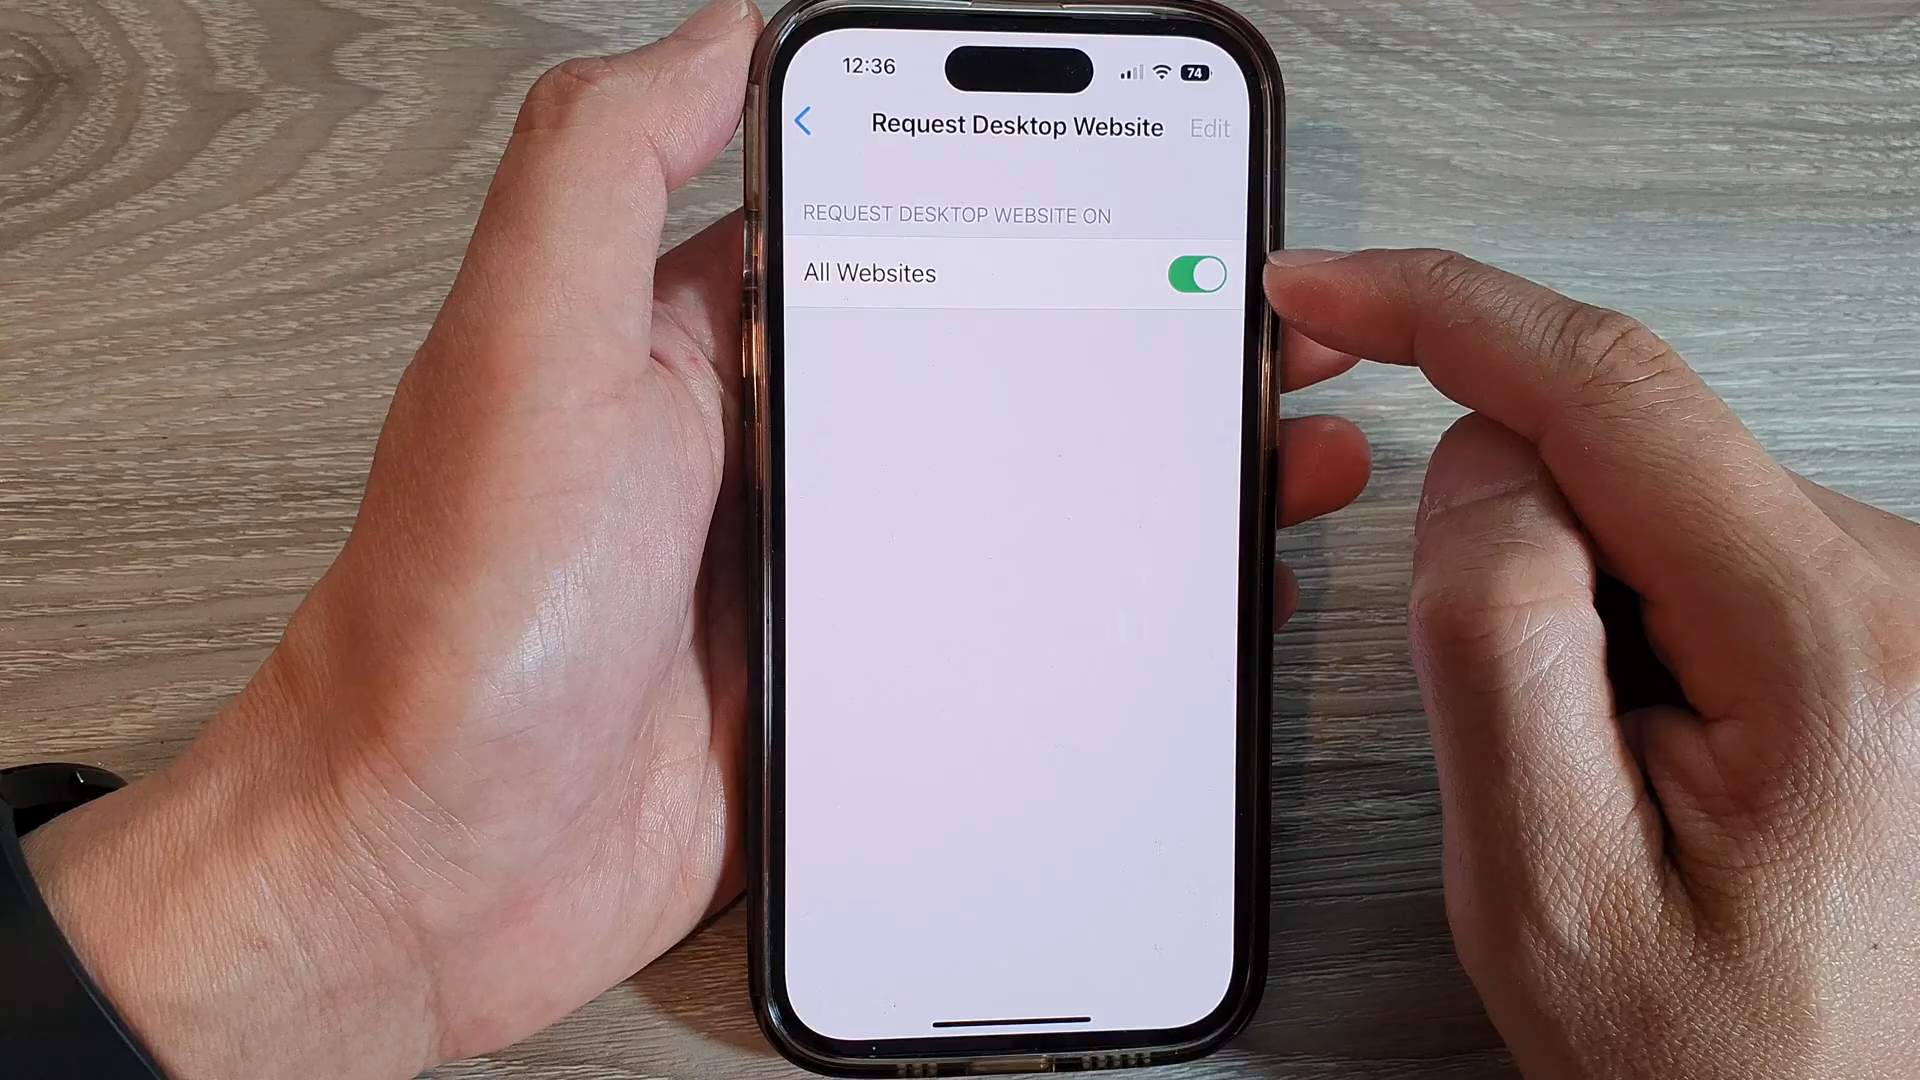 12:36
74
Request Desktop Website
Edit
REQUEST DESKTOP WEBSITE ON
All Websites